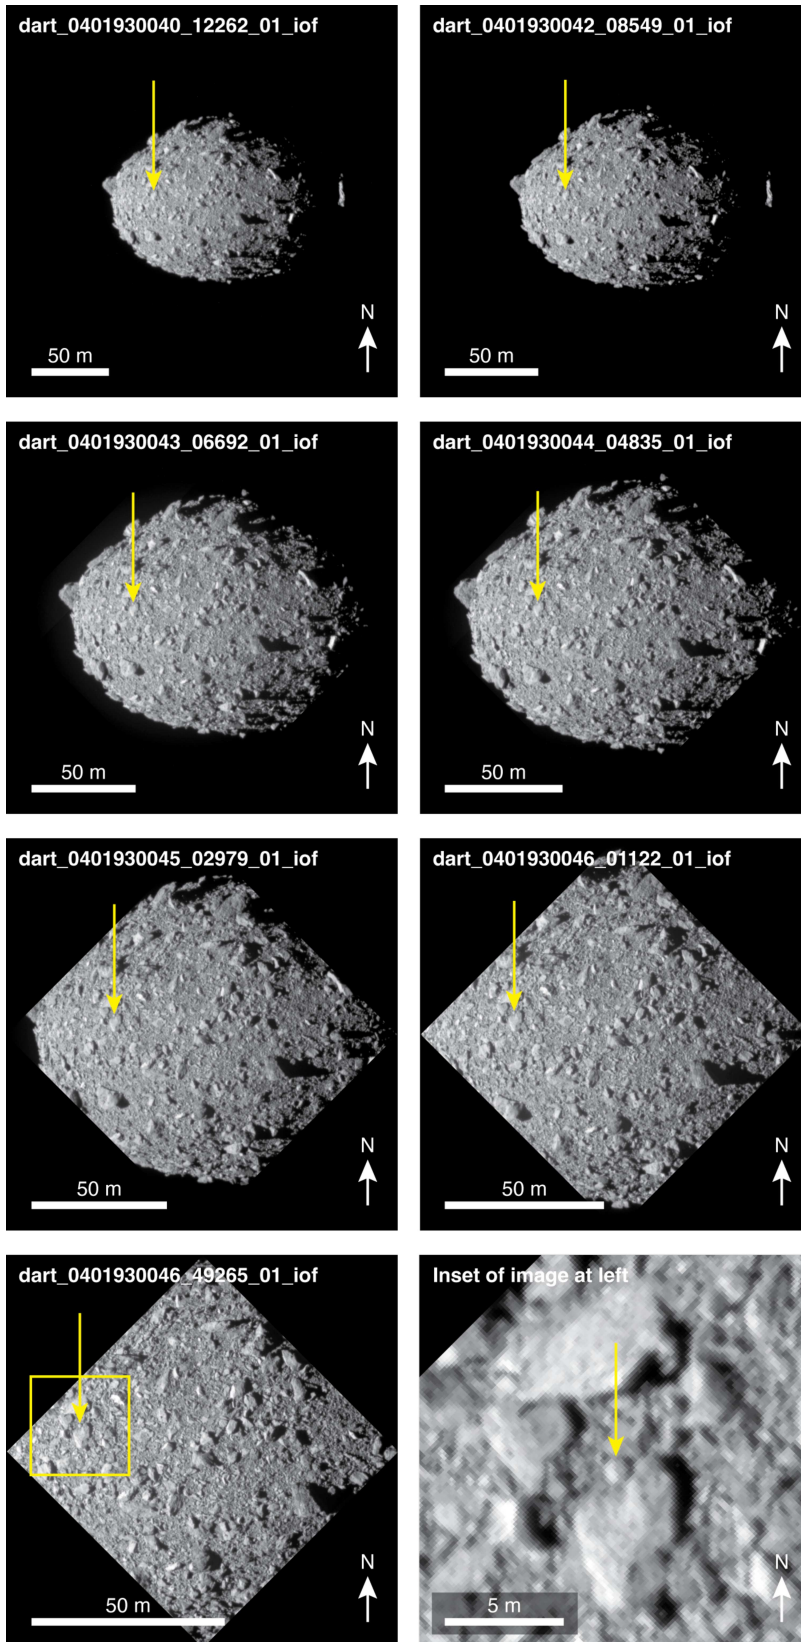 dart_0401930040_12262_01_iof
N
50 m
dart_0401930042_08549_01_iof
N
50 m
dart_0401930043_06692_01_iof
N
50 m
dart_0401930044_04835_01_iof
N
50 m
dart_0401930045_02979_01_iof
N
50 m
dart_0401930046_01122_01_iof
N
50 m
dart_0401930046_49265_01_iof
N
50 m
Inset of image at left
N
5 m